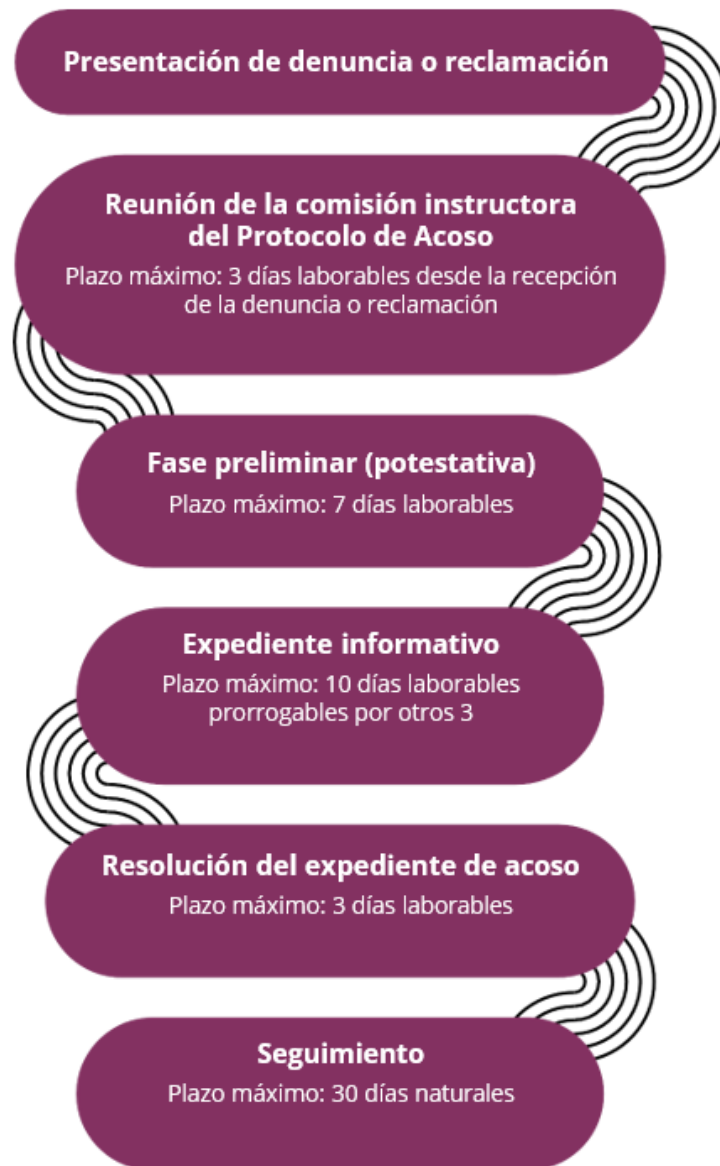 Presentación de denuncia o reclamación
Reunión de la comisión instructora
del Protocolo de Acoso
Plazo máximo: 3 días laborables desde la recepción
de la denuncia o reclamación
Fase preliminar (potestativa)
Plazo máximo: 7 días laborables
Expediente informativo
Plazo máximo: 10 días laborables
prorrogables por otros 3
Resolución del expediente de acoso
Plazo máximo: 3 días laborables
Seguimiento
Plazo máximo: 30 días naturales